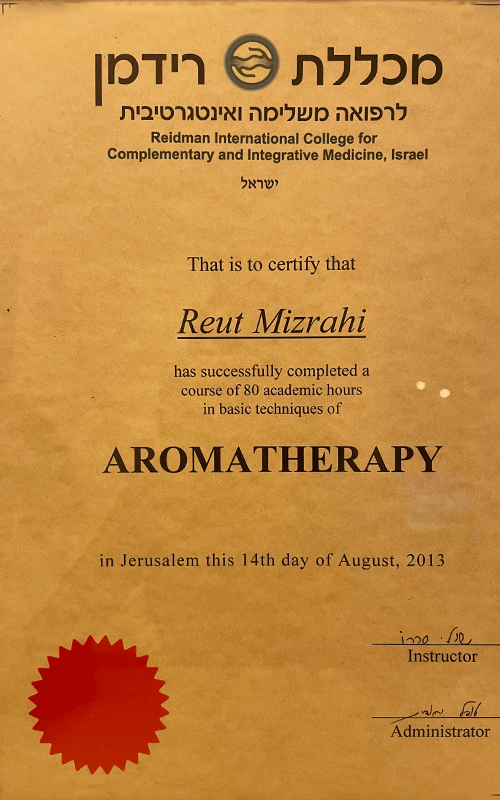 מכללת רידמן
לרפואה משלימה ואינטגרטיבית
Reidman International College for
Complementary and Integrative Medicine, Israel
ישראל
That is to certify that
Reut Mizrahi
has successfully completed a
course of 80 academic hours
in basic techniques of
AROMATHERAPY
in Jerusalem this 14th day of August, 2013
Instructor
Administrator